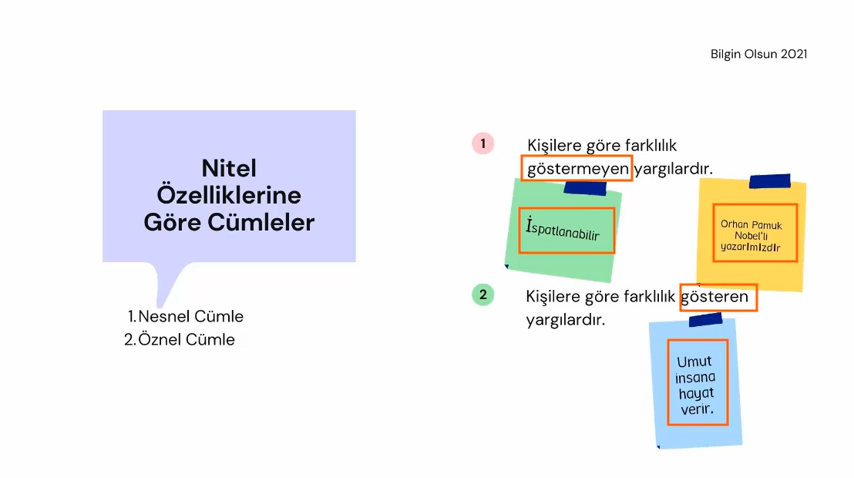 Bilgin Olsun 2021
Nitel
Özelliklerine
Göre Cümleler
1. Nesnel Cümle
2. Öznel Cümle
1
Kişilere göre farklılık
göstermeyen yargılardır.
İspatlanabilir
Orhan Pamuk
Nobel'li
yazarımızdır
2
Kişilere göre farklılık gösteren
yargılardır.
Umut
insana
hayat
verir.